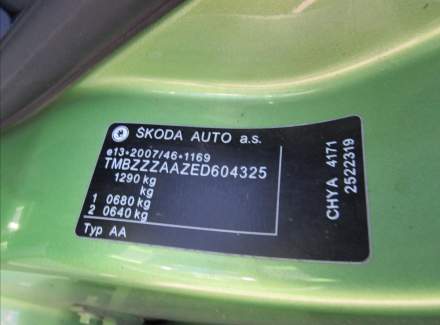 ŠKODA AUTO a.s.
e13*2007/46*1169
TMBZZZAAZED604325
1290 kg
kg
1 0680 kg
2 0640 kg
Typ AA
CHYA 4171
2522319